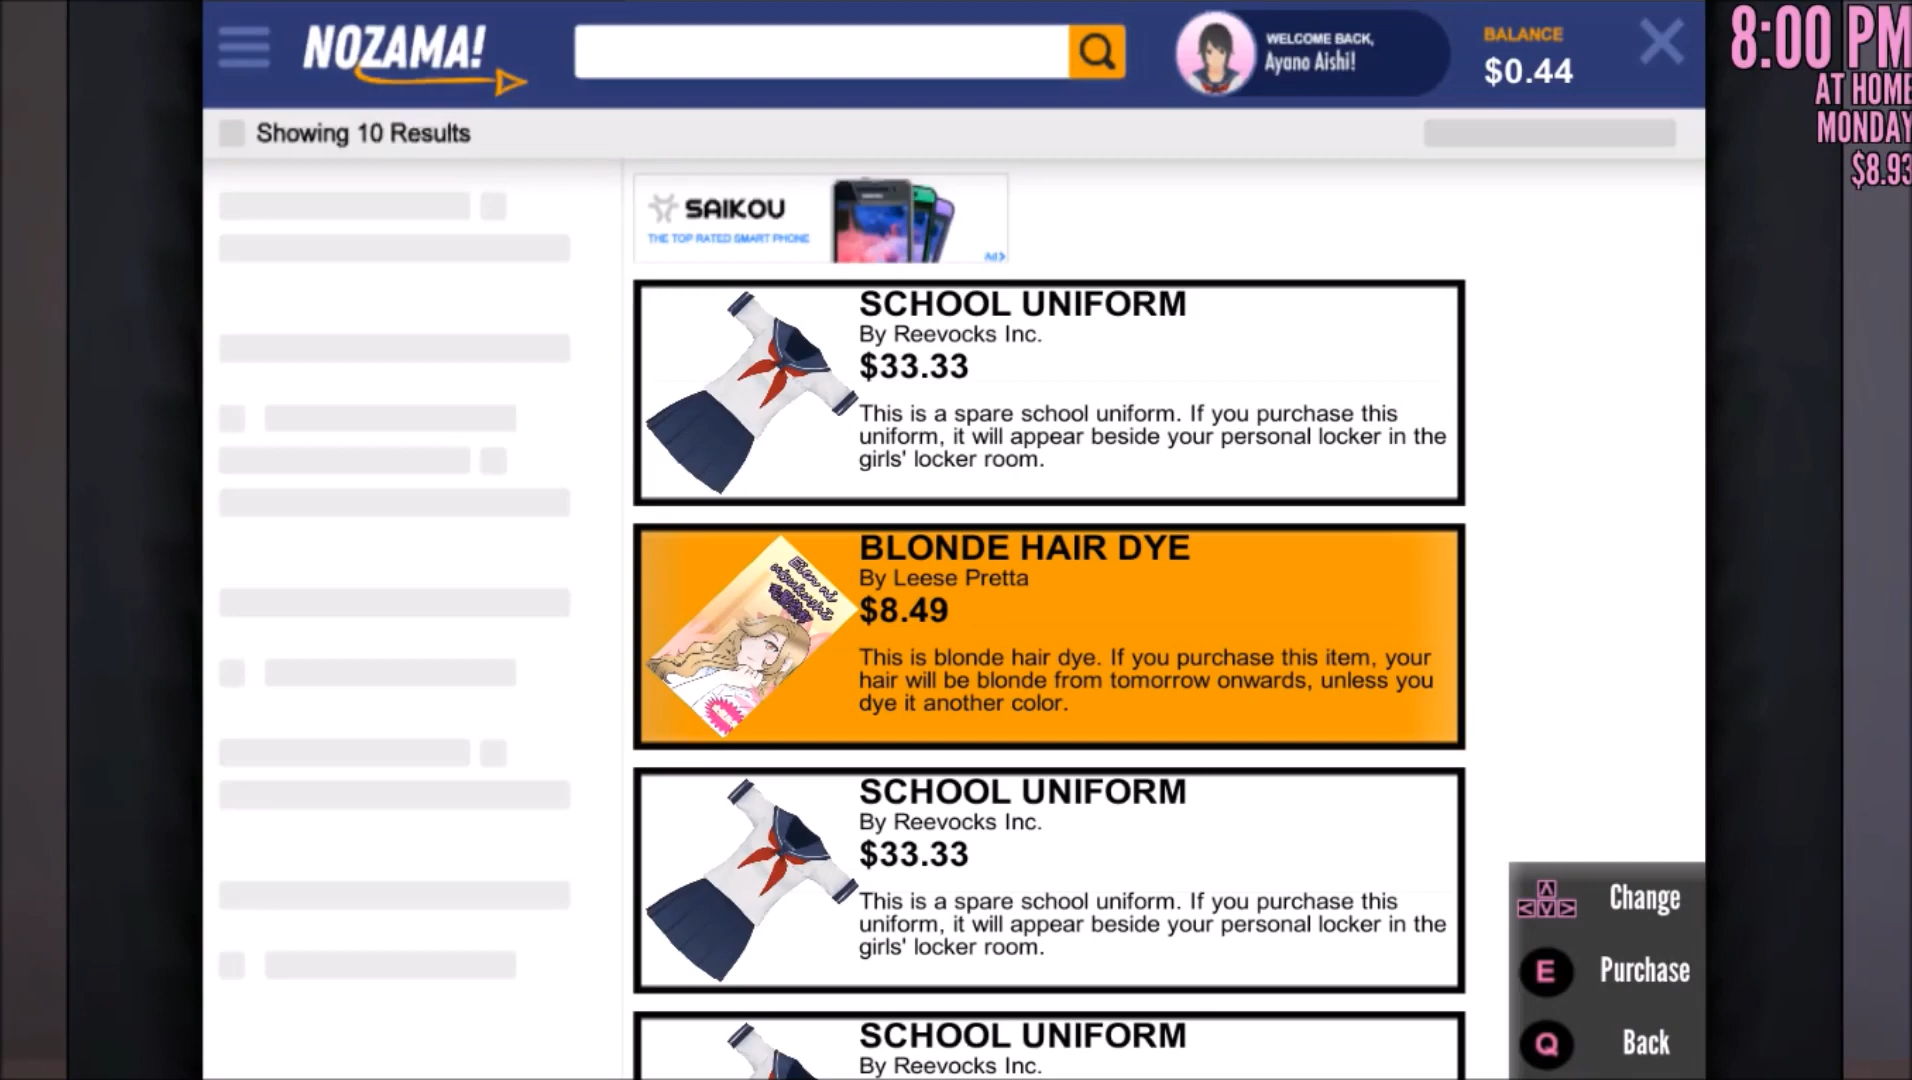 NOZAMA!
WELCOME BACK,
Ayano Aishi!
BALANCE
$0.44
8:00 PM
AT HOME
MONDAY
$8.93
Showing 10 Results
SAIKOU
THE TOP RATED SMART PHONE
Ad
SCHOOL UNIFORM
By Reevocks Inc.
$33.33
This is a spare school uniform. If you purchase this
uniform, it will appear beside your personal locker in the
girls' locker room.
BLONDE HAIR DYE
By Leese Pretta
$8.49
This is blonde hair dye. If you purchase this item, your
hair will be blonde from tomorrow onwards, unless you
dye it another color.
Eien ni
utsukushi
SCHOOL UNIFORM
By Reevocks Inc.
$33.33
This is a spare school uniform. If you purchase this
uniform, it will appear beside your personal locker in the
girls' locker room.
SCHOOL UNIFORM
By Reevocks Inc.
Change
E Purchase
Q Back